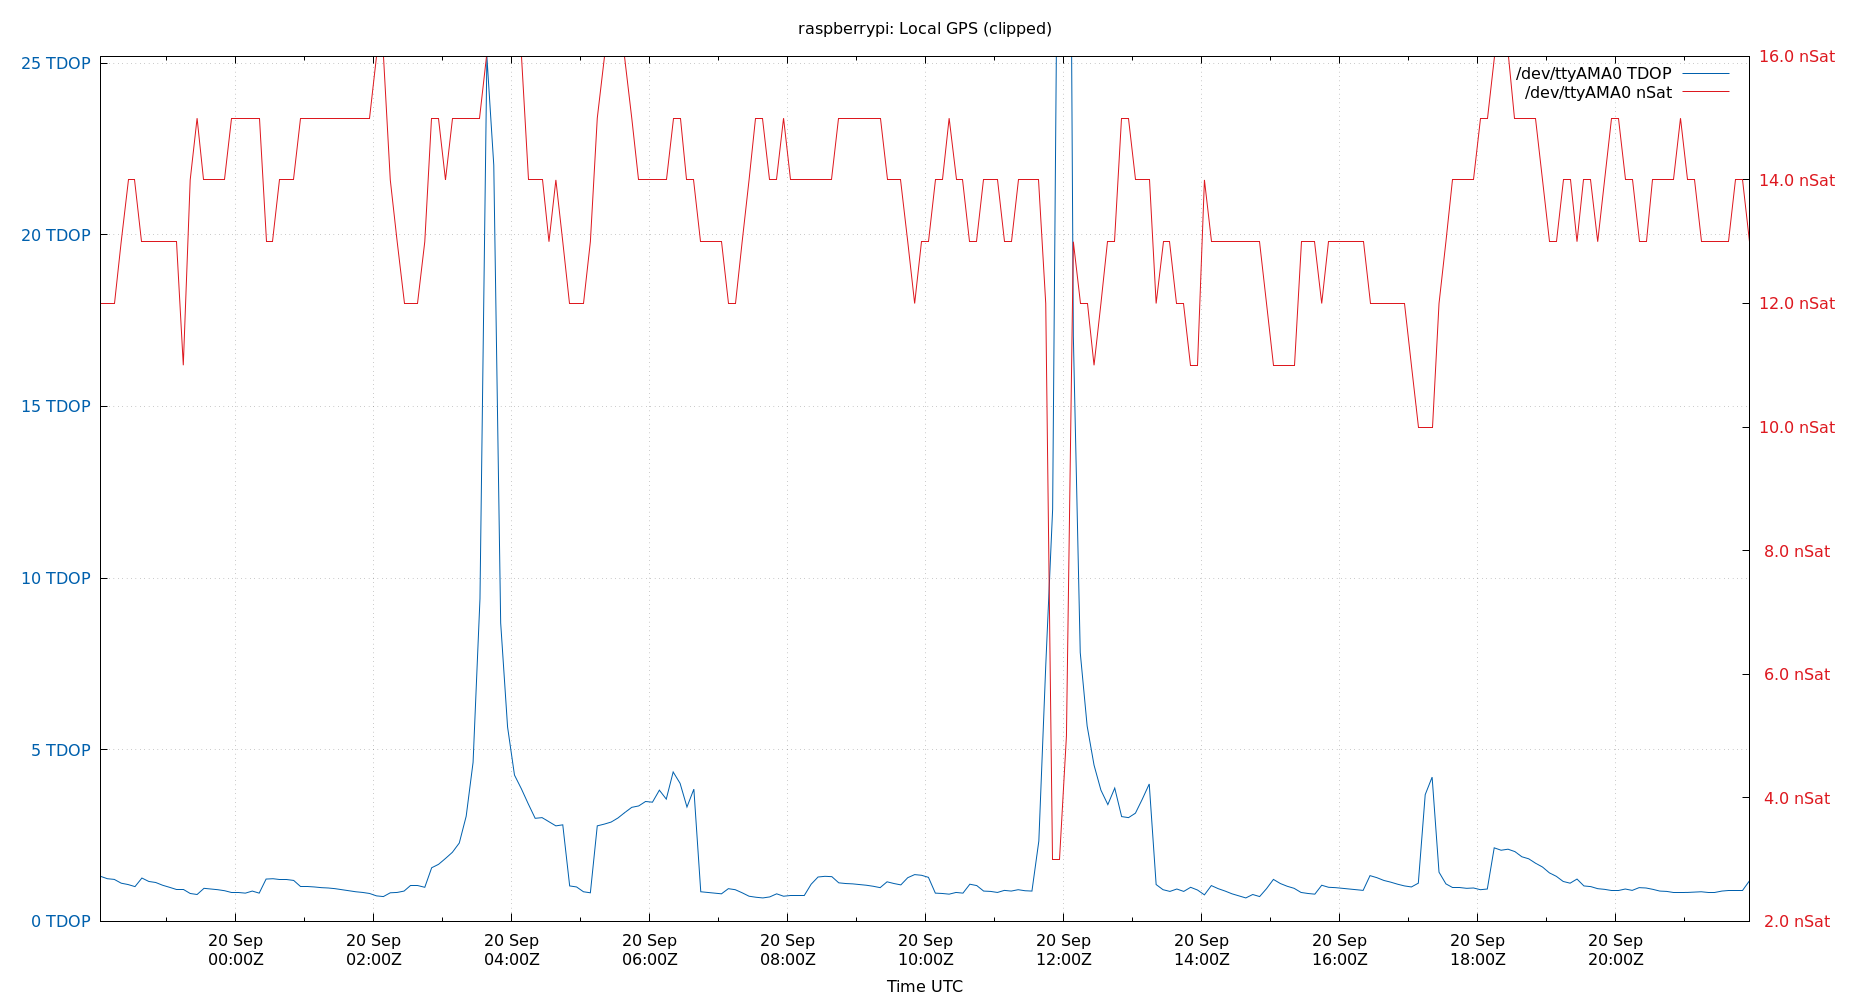 raspberrypi: Local GPS (clipped)
/dev/ttyAMA0 TDOP
/dev/ttyAMA0 nSat
25 TDOP
20 TDOP
15 TDOP
10 TDOP
5 TDOP
0 TDOP
16.0 nSat
14.0 nSat
12.0 nSat
10.0 nSat
8.0 nSat
6.0 nSat
4.0 nSat
2.0 nSat
20 Sep 20 Sep 20 Sep 20 Sep 20 Sep 20 Sep 20 Sep 20 Sep 20 Sep 20 Sep 20 Sep
00:00Z 02:00Z 04:00Z 06:00Z 08:00Z 10:00Z 12:00Z 14:00Z 16:00Z 18:00Z 20:00Z
Time UTC